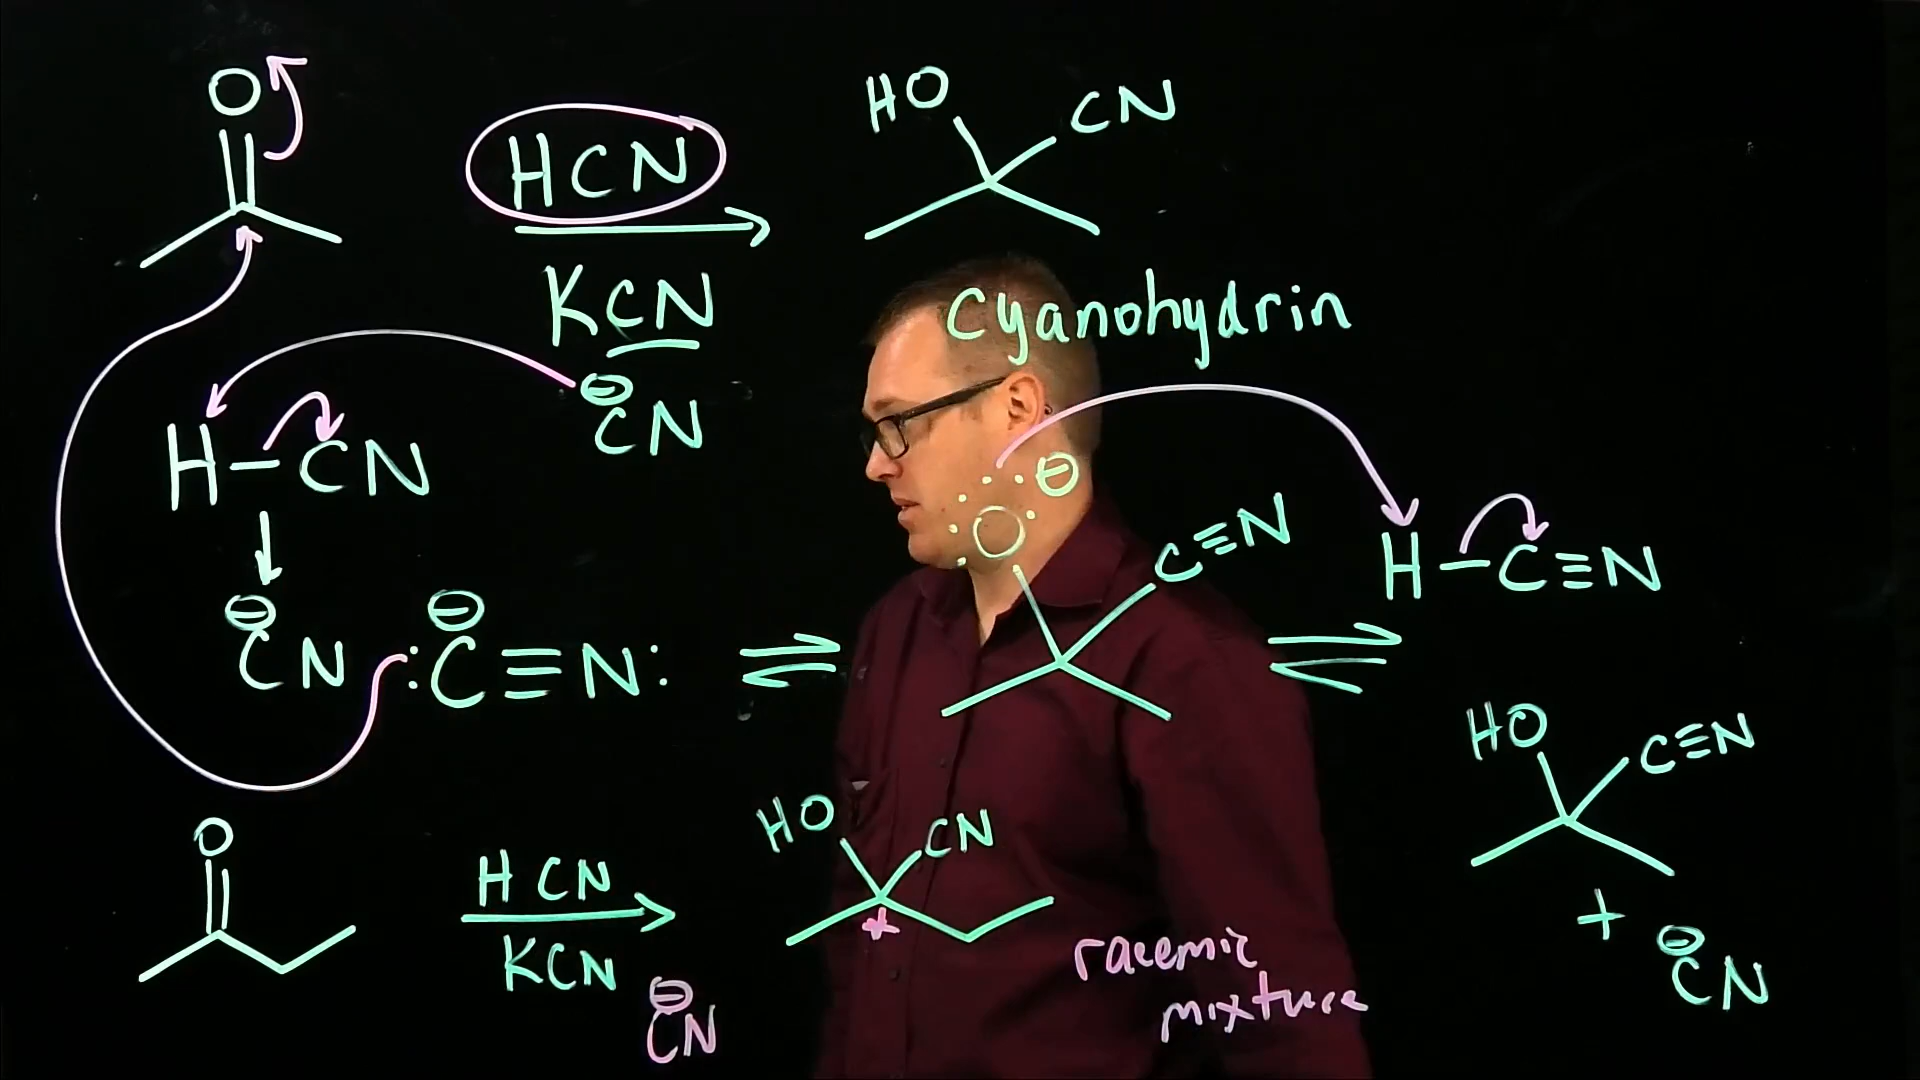 O
HCN
HO
CN
KCN
Cyanohydrin
⊖
CN
H-CN
⊖
O
C≡N
H-C≡N
⊖
CN
⊖
:C≡N:
HO
C≡N
O
HCN
KCN
HO
CN
+
⊖
CN
⊖
CN
*
racemic
mixture